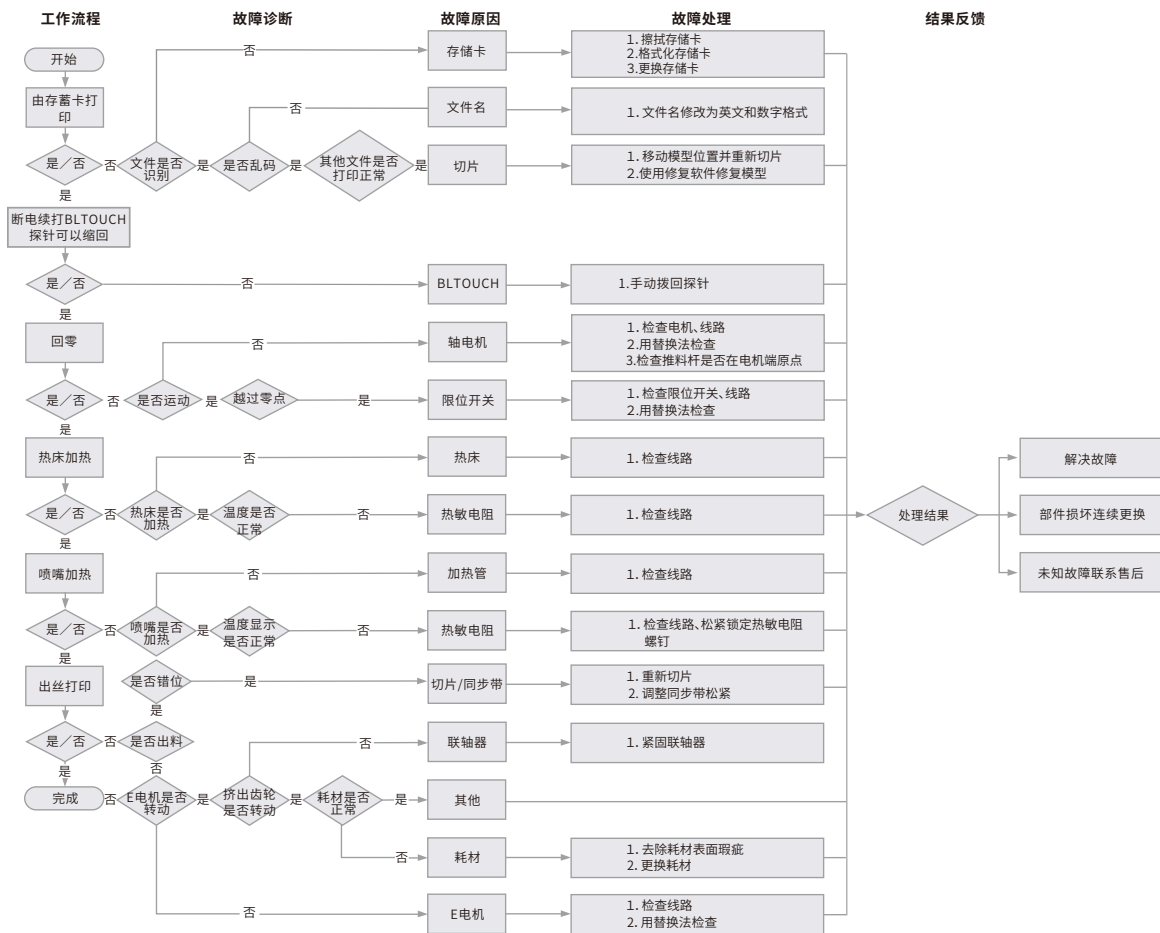 工作流程
故障诊断
故障原因
故障处理
结果反馈
开始
否
存储卡
1.擦拭存储卡
2.格式化存储卡
3.更换存储卡
由存蓄卡打
印
否
文件名
1.文件名修改为英文和数字格式
是/否
否
文件是否
识别
是
是否乱码
是
其他文件是否
打印正常
是
切片
1.移动模型位置并重新切片
2.使用修复软件修复模型
是
断电续打BLTOUCH
探针可以缩回
是/否
否
BLTOUCH
1.手动拨回探针
是
回零
否
轴电机
1.检查电机、线路
2.用替换法检查
3.检查推料杆是否在电机端原点
是/否
否
是否运动
是
越过零点
是
限位开关
1.检查限位开关、线路
2.用替换法检查
是
热床加热
否
热床
1.检查线路
解决故障
是/否
否
热床是否
加热
是
温度是否
正常
否
热敏电阻
1.检查线路
处理结果
部件损坏连续更换
是
喷嘴加热
否
加热管
1.检查线路
未知故障联系售后
是/否
否
喷嘴是否
加热
是
温度显示
是否正常
否
热敏电阻
1.检查线路、松紧锁定热敏电阻
螺钉
是
出丝打印
是否错位
是
切片/同步带
1.重新切片
2.调整同步带松紧
是
是/否
否
是否出料
否
联轴器
1.紧固联轴器
是
否
完成
否
E电机是否
转动
是
挤出齿轮
是否转动
是
耗材是否
正常
是
其他
否
耗材
1.去除耗材表面瑕疵
2.更换耗材
否
E电机
1.检查线路
2.用替换法检查